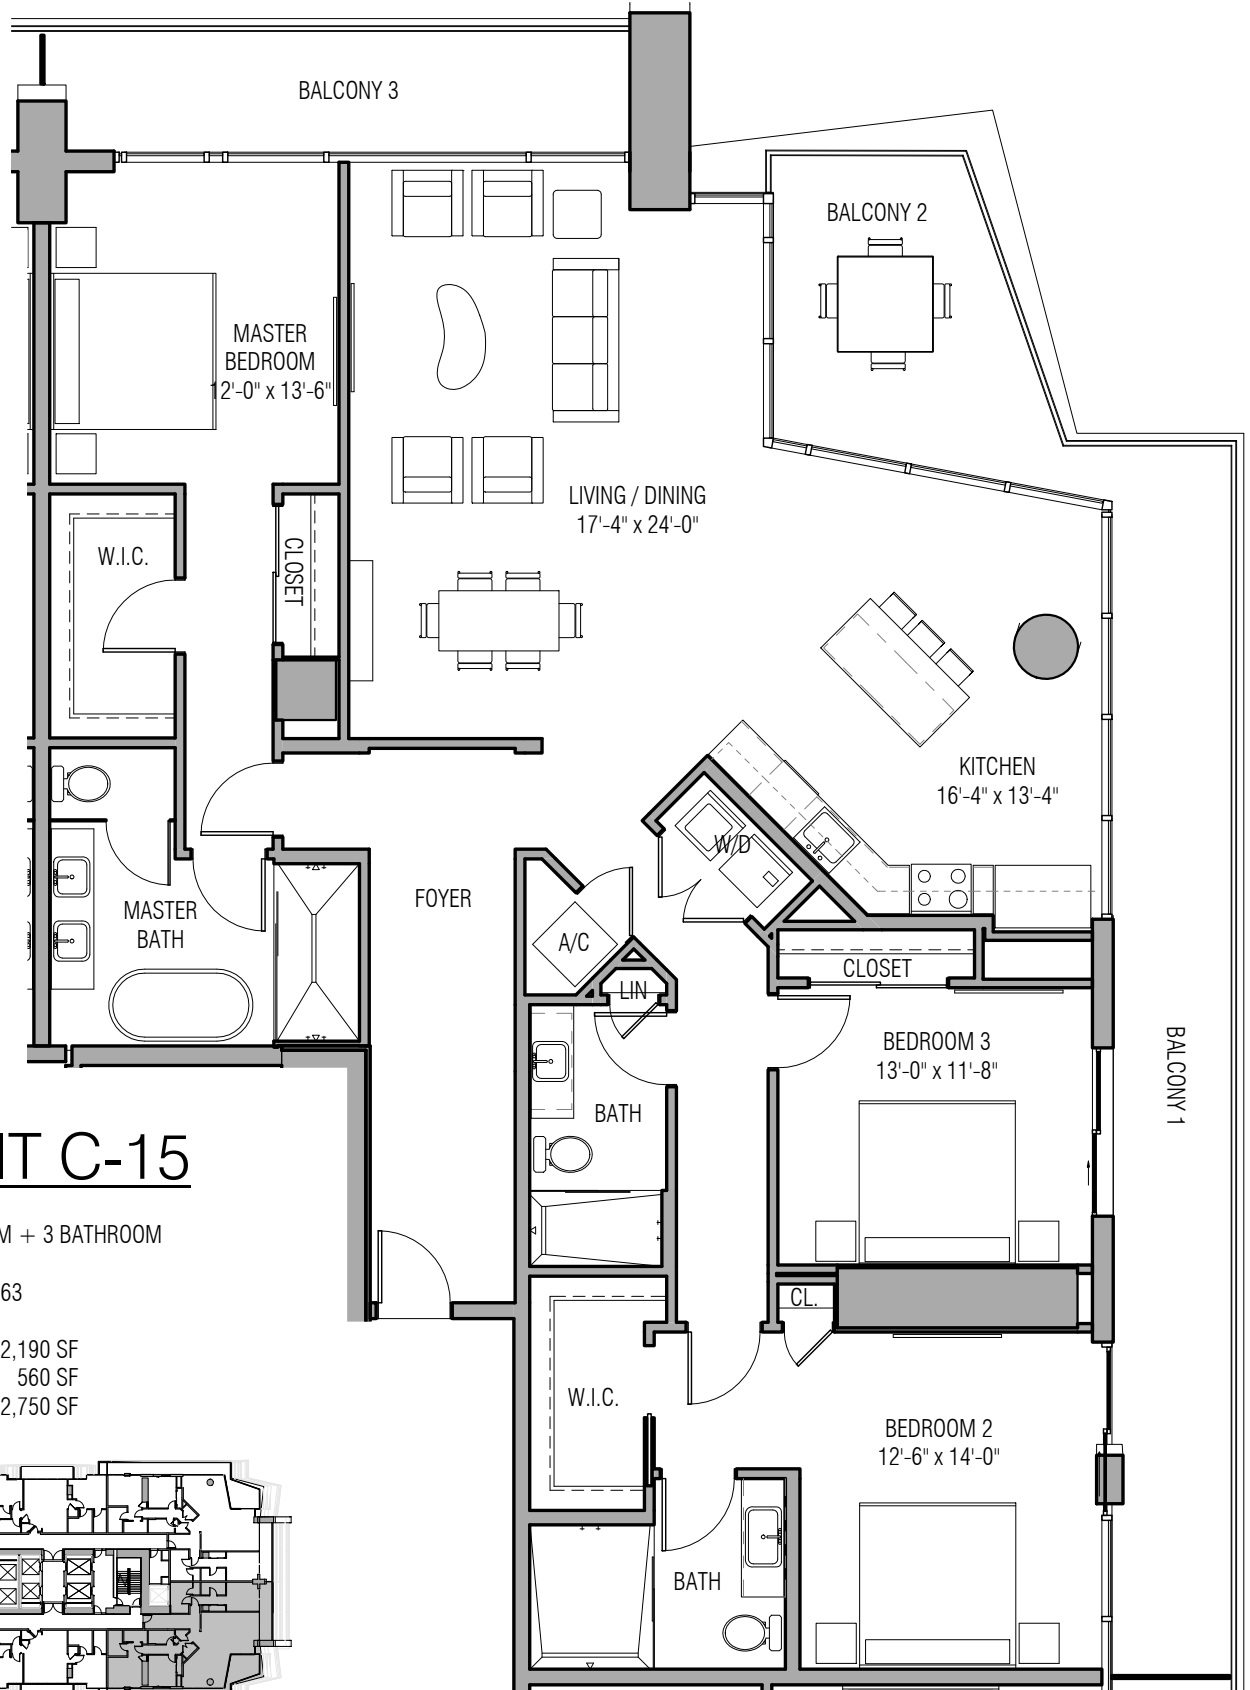 BALCONY 3
BALCONY 2
MASTER
BEDROOM
12'-0" x 13'-6"
LIVING / DINING
17'-4" x 24'-0"
W.I.C.
CLOSET
KITCHEN
16'-4" x 13'-4"
W/D
FOYER
MASTER
BATH
A/C
LIN
CLOSET
BEDROOM 3
13'-0" x 11'-8"
BALCONY 1
BATH
IT C-15
M + 3 BATHROOM
63
2,190 SF
560 SF
2,750 SF
CL.
W.I.C.
BEDROOM 2
12'-6" x 14'-0"
BATH